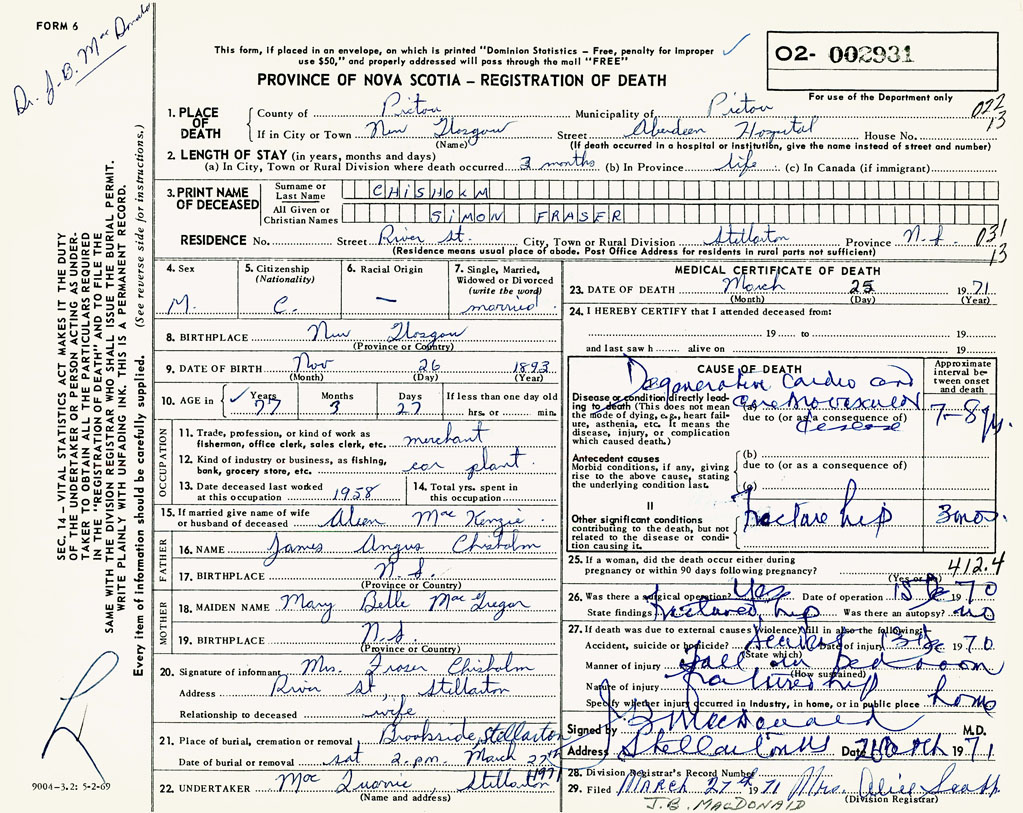 FORM 6
Dr. J. B. MacDonald
This form, if placed in an envelope, on which is printed "Dominion Statistics – Free, penalty for improper
use $50," and properly addressed will pass through the mail "FREE"
PROVINCE OF NOVA SCOTIA – REGISTRATION OF DEATH
02- 002931
For use of the Department only
022
13
1. PLACE OF DEATH
County of Pictou Municipality of Pictou
If in City or Town New Glasgow Street Aberdeen Hospital House No.
(Name) (If death occurred in a hospital or Institution, give the name instead of street and number)
2. LENGTH OF STAY (in years, months and days)
(a) In City, Town or Rural Division where death occurred 3 months (b) In Province life (c) In Canada (if immigrant)
3. PRINT NAME OF DECEASED
Surname or Last Name CHISHOKM
All Given or Christian Names SIMON FRASER
RESIDENCE No. Street River St. City, Town or Rural Division Stellarton Province N.S. 031
13
(Residence means usual place of abode. Post Office Address for residents in rural parts not sufficient)
SEC. 14 – VITAL STATISTICS ACT MAKES IT THE DUTY
OF THE UNDERTAKER OR PERSON ACTING AS UNDER-
TAKER TO OBTAIN ALL THE PARTICULARS REQUIRED
IN THE "REGISTRATION OF DEATH" AND TO FILE THE
SAME WITH THE DIVISION REGISTRAR WHO SHALL ISSUE THE BURIAL PERMIT.
WRITE PLAINLY WITH UNFADING INK. THIS IS A PERMANENT RECORD.
Every item of information should be carefully supplied. (See reverse side for instructions.)
4. Sex
M.
5. Citizenship
(Nationality)
C.
6. Racial Origin
—
7. Single, Married,
Widowed or Divorced
(write the word)
married
8. BIRTHPLACE New Glasgow
(Province or Country)
9. DATE OF BIRTH Nov 26 1893
(Month) (Day) (Year)
10. AGE in Years 77 Months 3 Days 27 If less than one day old
hrs. or min.
OCCUPATION
11. Trade, profession, or kind of work as
fisherman, office clerk, sales clerk, etc. merchant
12. Kind of industry or business, as fishing,
bank, grocery store, etc. car plant
13. Date deceased last worked
at this occupation 1958
14. Total yrs. spent in
this occupation
15. If married give name of wife
or husband of deceased Aleen MacKenzie
FATHER
16. NAME James Angus Chisholm
17. BIRTHPLACE N.S.
(Province or Country)
MOTHER
18. MAIDEN NAME Mary Belle MacGregor
19. BIRTHPLACE N.S.
(Province or Country)
20. Signature of informant Mrs. Fraser Chisholm
Address River St., Stellarton
Relationship to deceased wife
21. Place of burial, cremation or removal Brookside, Stellarton
Date of burial or removal sat 2. p.m. March 27th 1971
22. UNDERTAKER Mac Stellarton
(Name and address)
9004-3.2: 5-2-69
MEDICAL CERTIFICATE OF DEATH
23. DATE OF DEATH March 25 1971
(Month) (Day) (Year)
24. I HEREBY CERTIFY that I attended deceased from:
19 to 19
and last saw h alive on 19
CAUSE OF DEATH
Approximate
interval be-
tween onset
and death
Disease or condition directly lead-
ing to death (This does not mean
the mode of dying, e.g., heart fail-
ure, asthenia, etc. It means the
disease, injury, or complication
which caused death.)
Degenerative Cardio and
(a) cerebrovascular
due to (or as a consequence of)
disease
7-8 yrs.
Antecedent causes
Morbid conditions, if any, giving
rise to the above cause, stating
the underlying condition last.
(b)
due to (or as a consequence of)
(c)
II
Other significant conditions
contributing to the death, but not
related to the disease or condi-
tion causing it.
Fracture hip
3 mos.
25. If a woman, did the death occur either during
pregnancy or within 90 days following pregnancy?
(Yes or No)
412.4
26. Was there a surgical operation? Yes Date of operation 15 Dec 1970
State findings fractured hip Was there an autopsy? no
27. If death was due to external causes (violence) fill in also the following:
Accident, suicide or homicide? Accident Date of injury 13 Dec 1970
(State which)
Manner of injury fall in bedroom
(How sustained)
Nature of injury fractured hip
Specify whether injury occurred in Industry, in home, or in public place home
Signed by J B MacDonald M.D.
Address Stellarton NS Date 26 Mch 1971
28. Division Registrar's Record Number
29. Filed MARCH 27th 1971 Mrs. Alice
(Division Registrar)
J.B. MACDONAID